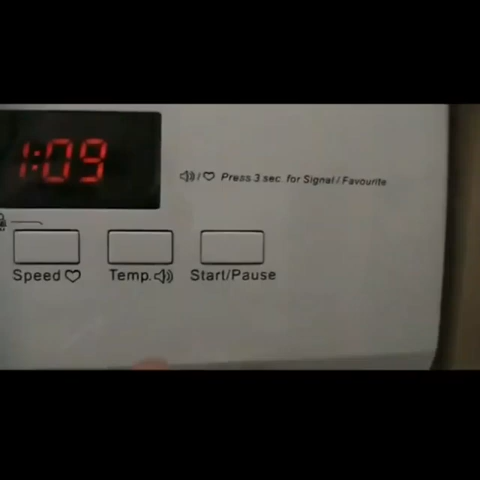 1:09
Press 3 sec. for Signal / Favourite
Speed
Temp.
Start/Pause